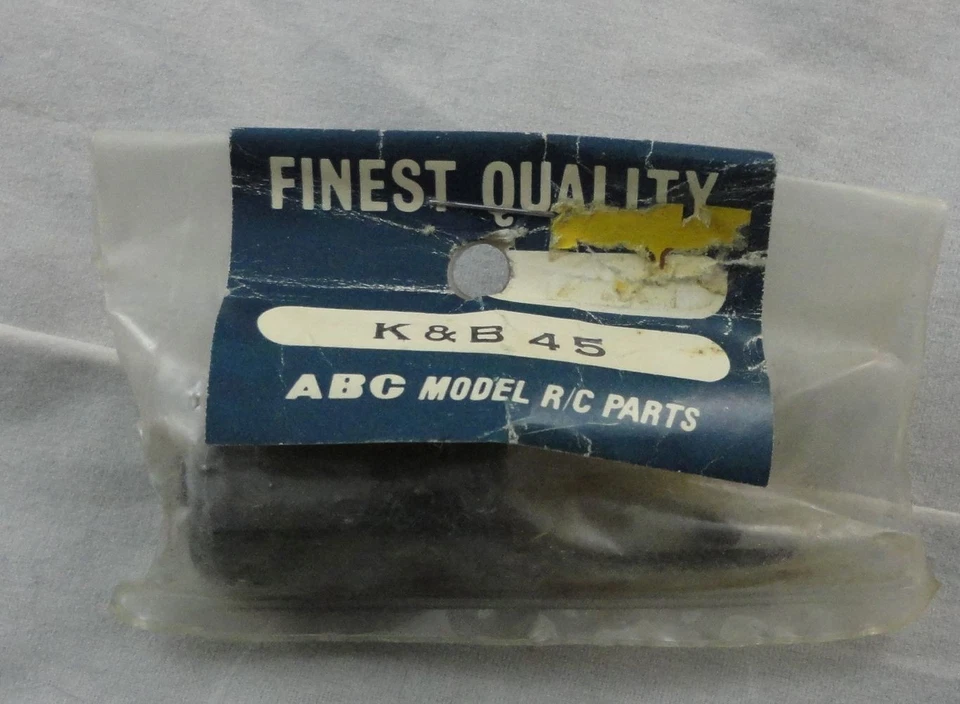 FINEST QUALITY
K&B 45
ABC MODEL R/C PARTS